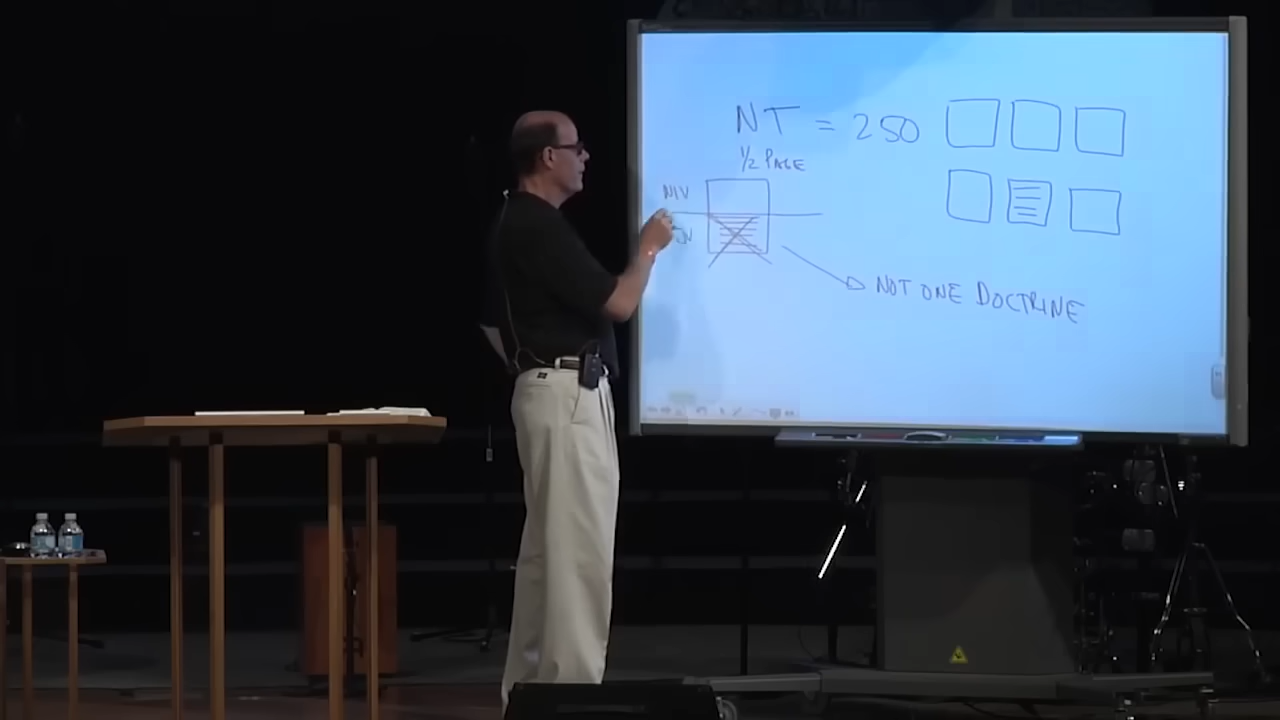 NT = 250
1/2 PAGE
NIV
NOT ONE DOCTRINE